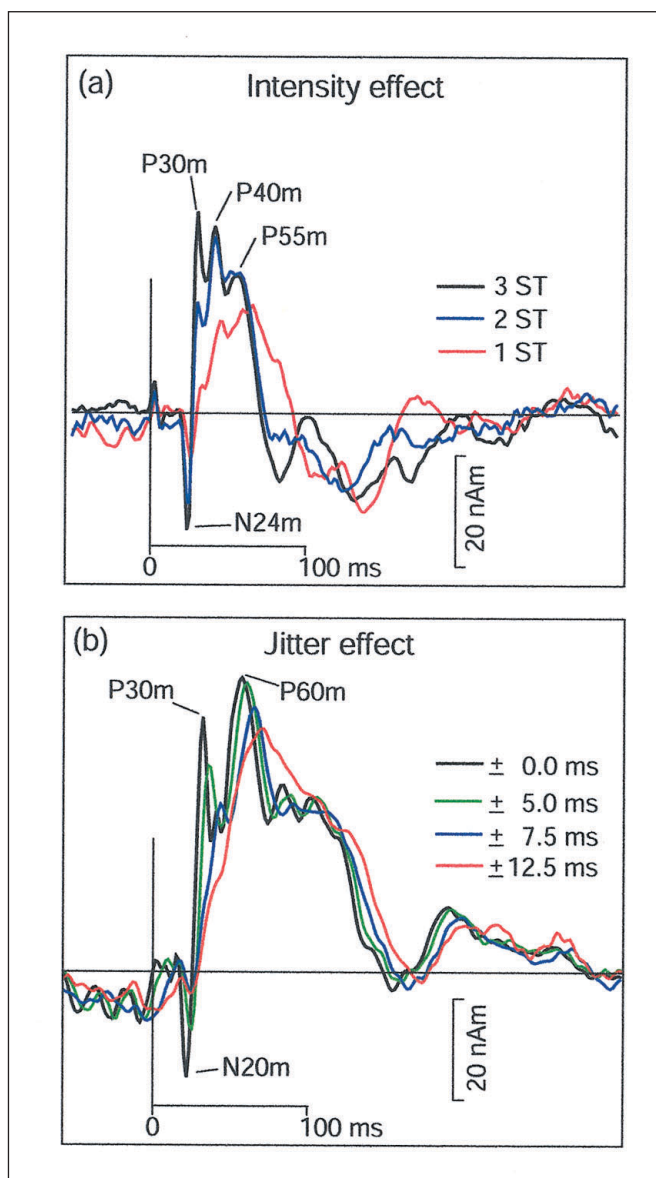 (a)
Intensity effect
P30m
P40m
P55m
3 ST
2 ST
1 ST
N24m
20 nAm
0
100 ms
(b)
Jitter effect
P30m
P60m
± 0.0 ms
± 5.0 ms
± 7.5 ms
±12.5 ms
N20m
20 nAm
0
100 ms